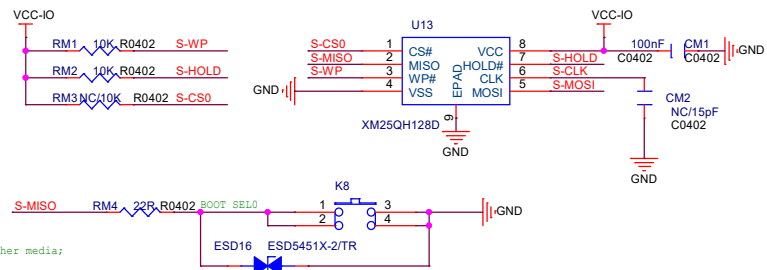 VCC-IO
RM1 10K R0402 S-WP
RM2 10K R0402 S-HOLD
RM3 NC/10K R0402 S-CS0
GND
U13
S-CS0 1 CS# VCC 8
S-MISO 2 MISO HOLD# 7 S-HOLD
S-WP 3 WP# CLK 6 S-CLK
4 VSS MOSI 5 S-MOSI
EPAD
9
XM25QH128D
GND
VCC-IO
100nF CM1
C0402 C0402
GND
CM2
NC/15pF
C0402
GND
K8
S-MISO RM4 22R R0402 BOOT SEL0 1 3 GND
2 4
ESD16 ESD5451X-2/TR
her media;